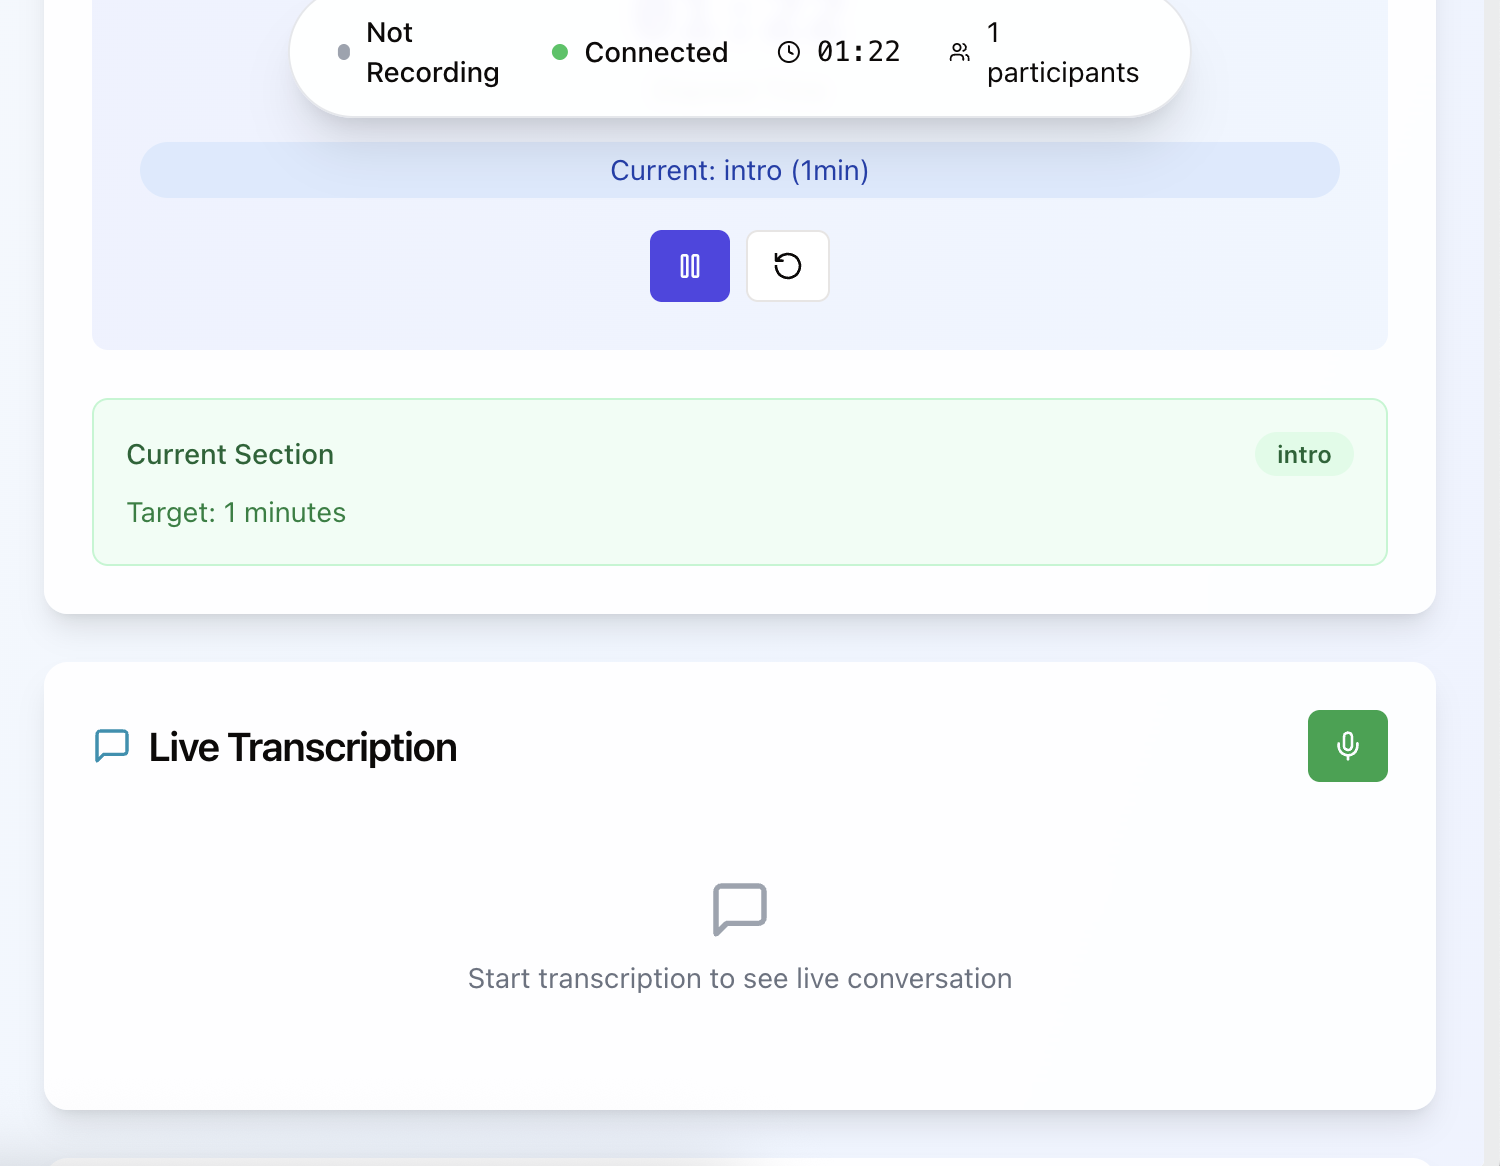 Not
Recording
Connected
01:22
1
participants
Current: intro (1min)
Current Section
intro
Target: 1 minutes
Live Transcription
Start transcription to see live conversation